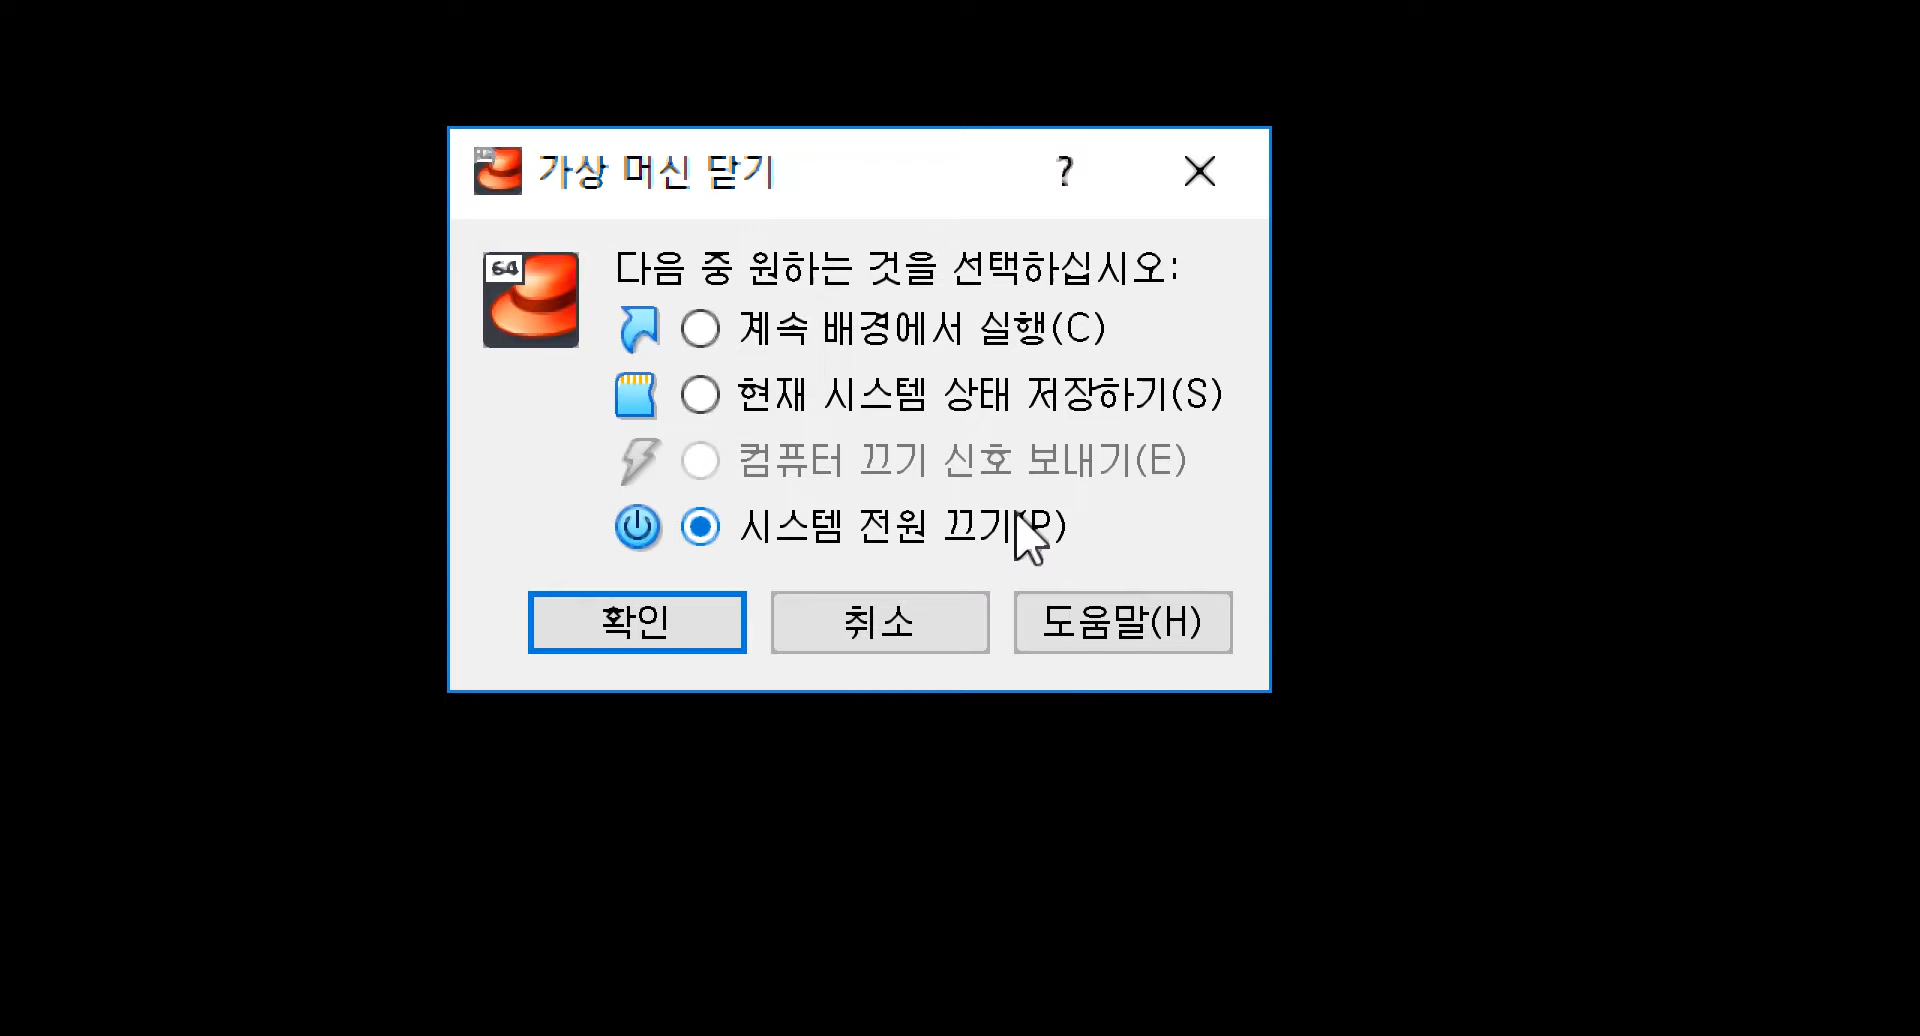 가상 머신 닫기
?
64
다음 중 원하는 것을 선택하십시오:
계속 배경에서 실행(C)
현재 시스템 상태 저장하기(S)
컴퓨터 끄기 신호 보내기(E)
시스템 전원 끄기(P)
확인 취소 도움말(H)